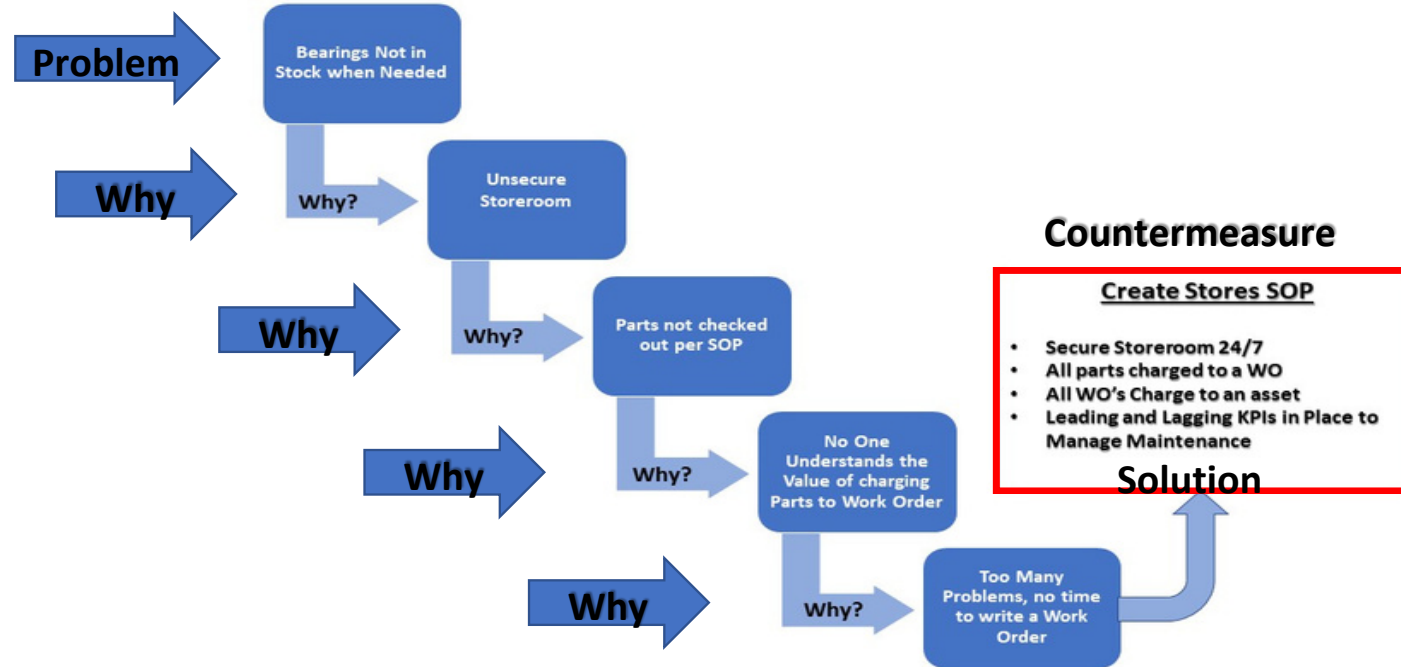 Problem
Bearings Not in
Stock when Needed
Why
Why?
Unsecure
Storeroom
Why
Why?
Parts not checked
out per SOP
Why
Why?
No One
Understands the
Value of charging
Parts to Work Order
Why
Why?
Too Many
Problems, no time
to write a Work
Order
Countermeasure
Create Stores SOP
• Secure Storeroom 24/7
• All parts charged to a WO
• All WO's Charge to an asset
• Leading and Lagging KPIs in Place to
Manage Maintenance
Solution